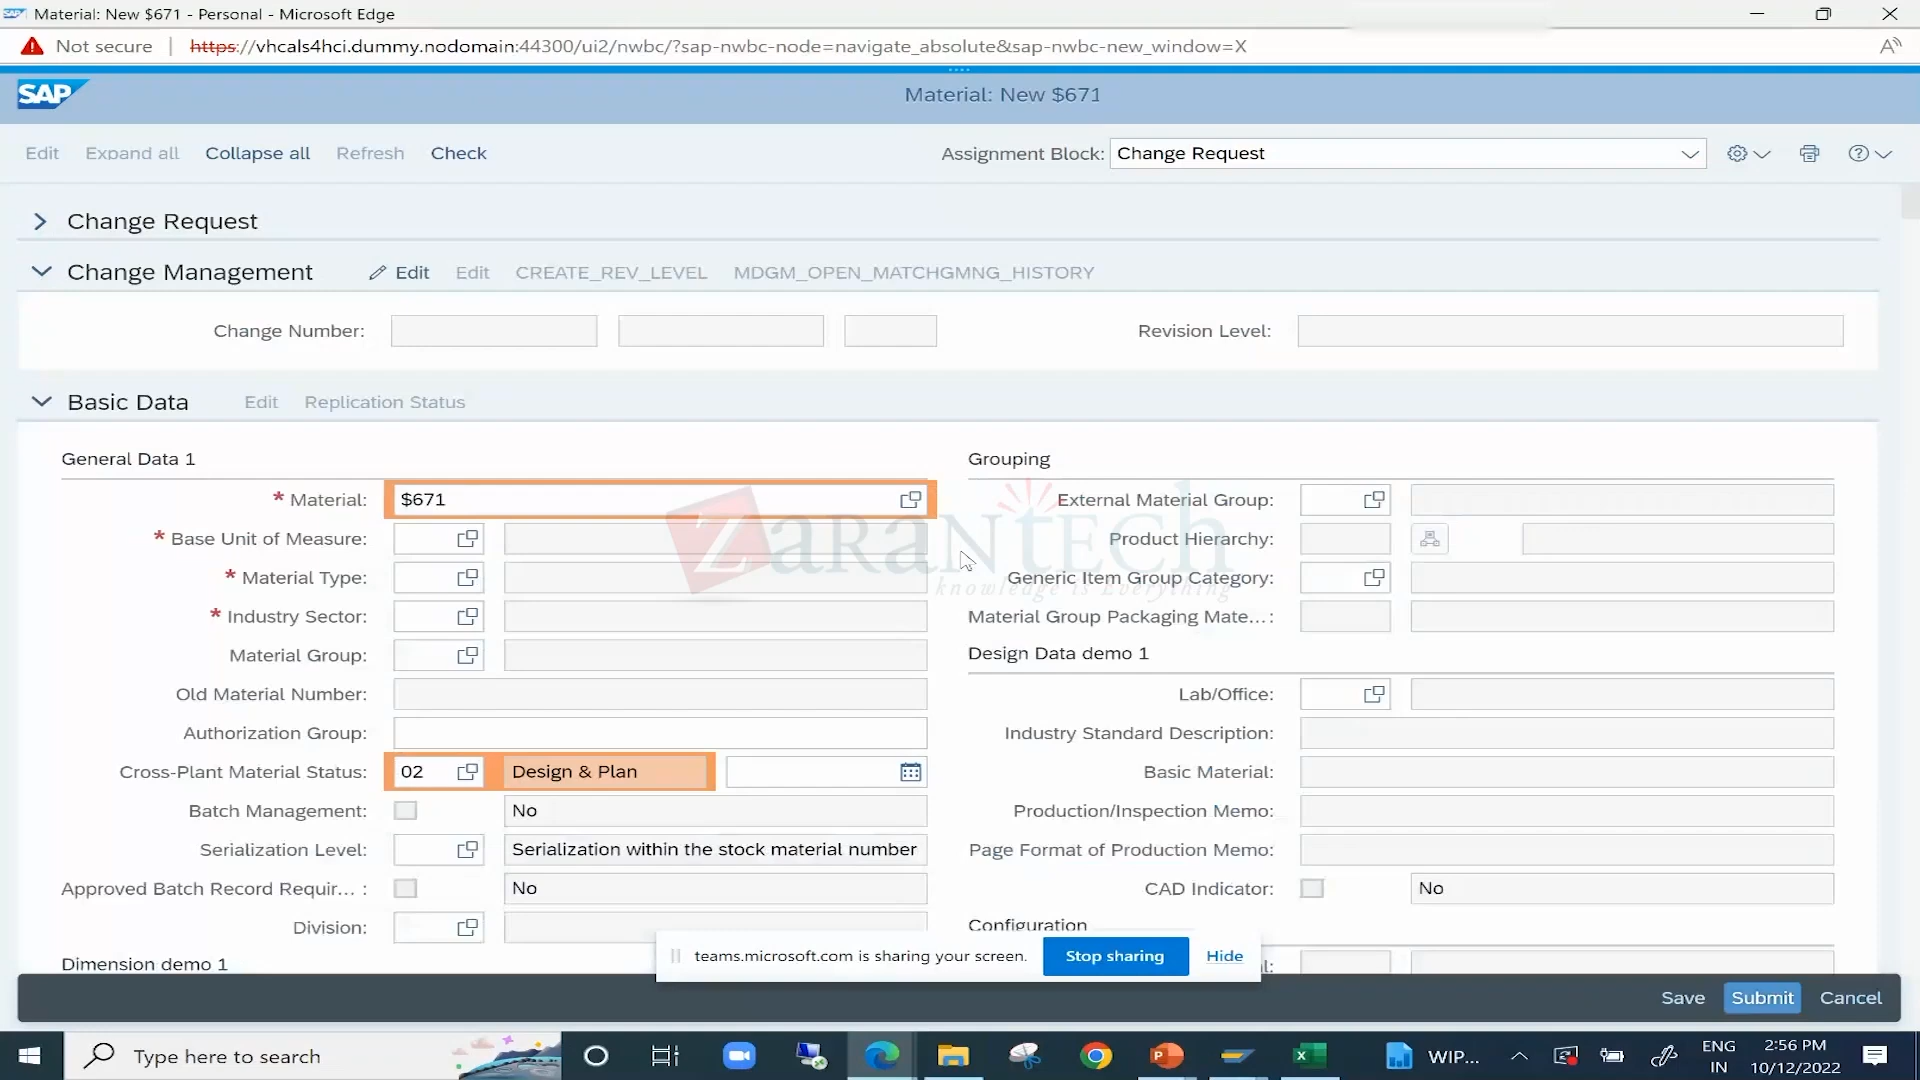 Material: New $671 - Personal - Microsoft Edge
Not secure | https://vhcals4hci.dummy.nodomain:44300/ui2/nwbc/?sap-nwbc-node=navigate_absolute&sap-nwbc-new_window=X
SAP Material: New $671
Edit Expand all Collapse all Refresh Check Assignment Block: Change Request
Change Request
Change Management Edit Edit CREATE_REV_LEVEL MDGM_OPEN_MATCHGMNG_HISTORY
Change Number: Revision Level:
Basic Data Edit Replication Status
General Data 1
* Material: $671
* Base Unit of Measure:
* Material Type:
* Industry Sector:
Material Group:
Old Material Number:
Authorization Group:
Cross-Plant Material Status: 02 Design & Plan
Batch Management: No
Serialization Level: Serialization within the stock material number
Approved Batch Record Requir... : No
Division:
Dimension demo 1
Grouping
External Material Group:
Product Hierarchy:
Generic Item Group Category:
Material Group Packaging Mate...:
Design Data demo 1
Lab/Office:
Industry Standard Description:
Basic Material:
Production/Inspection Memo:
Page Format of Production Memo:
CAD Indicator: No
Configuration
ZaranTech
knowledge is Everything
teams.microsoft.com is sharing your screen. Stop sharing Hide
Save Submit Cancel
Type here to search
WIP...
ENG
IN
2:56 PM
10/12/2022